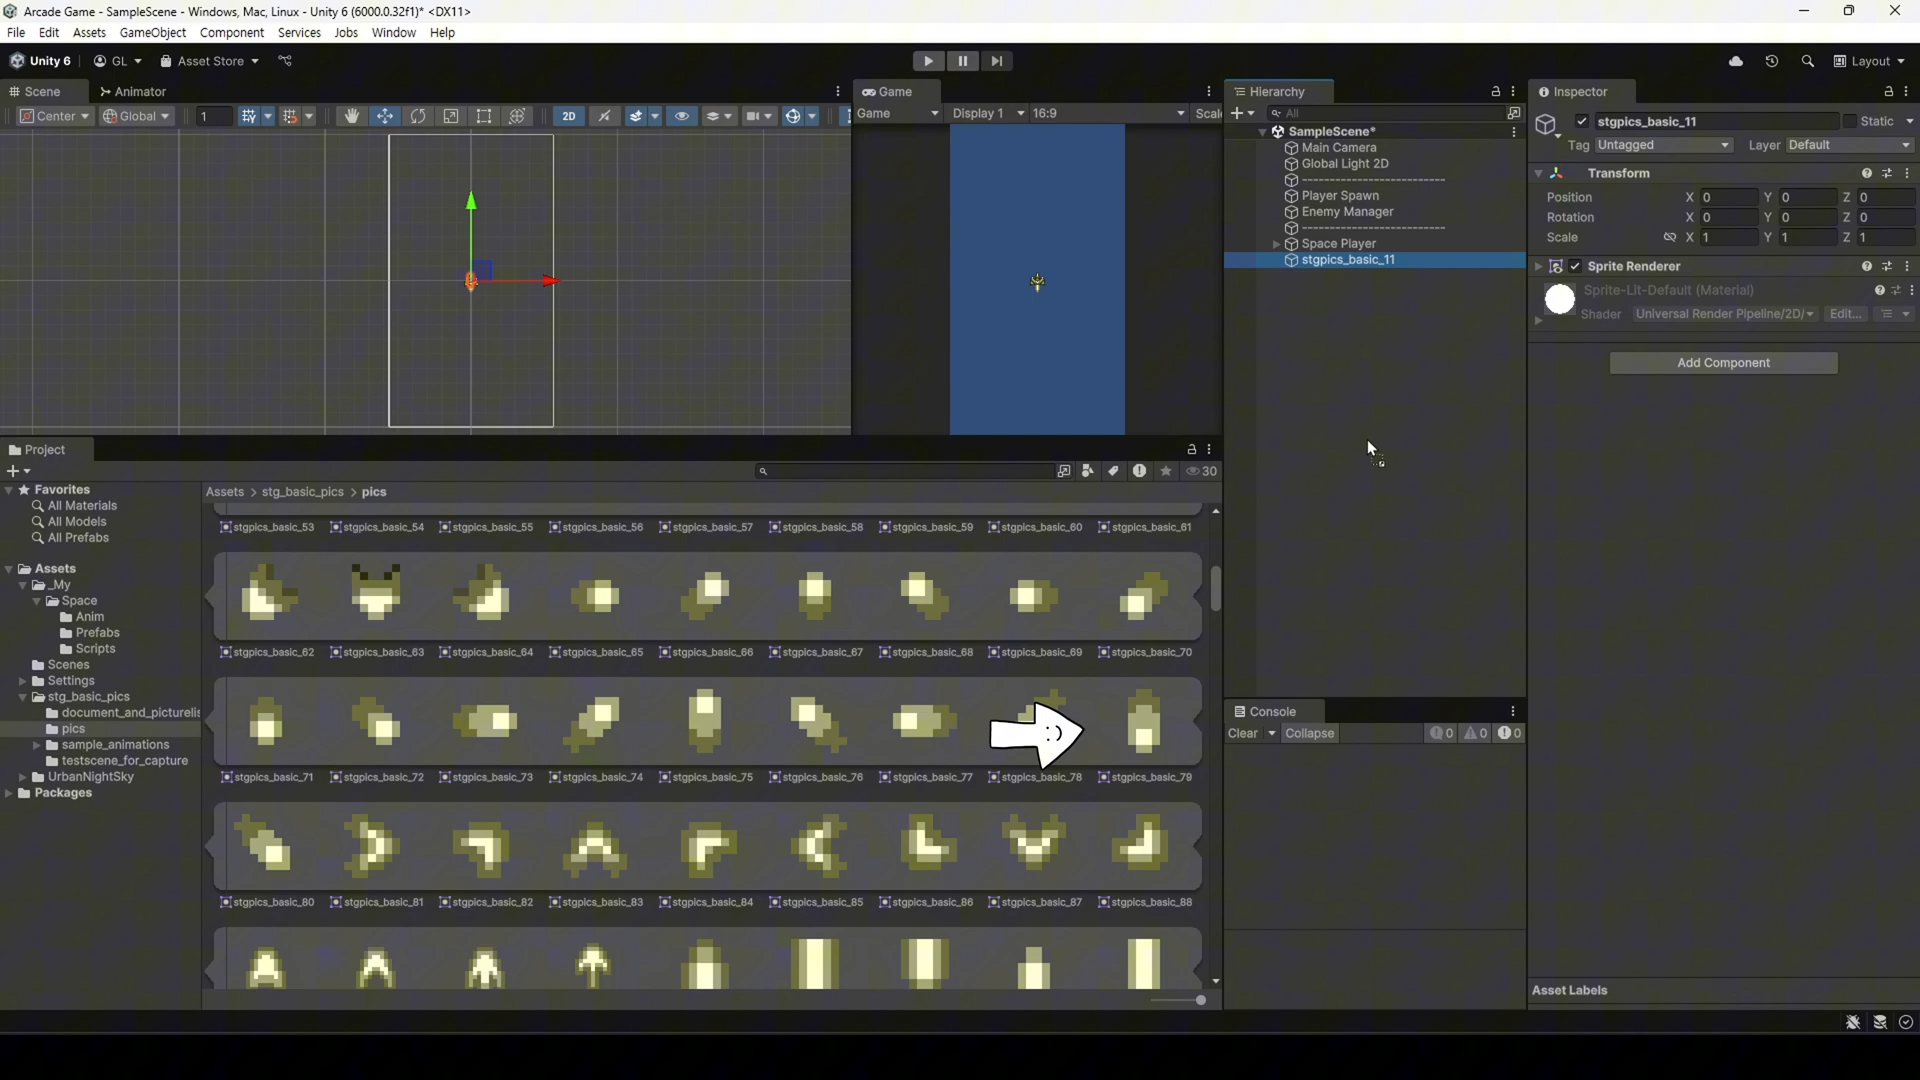 Arcade Game - SampleScene - Windows, Mac, Linux - Unity 6 (6000.0.32f1)* <DX11>
File Edit Assets GameObject Component Services Jobs Window Help
Unity 6 GL Asset Store Layout
Scene Animator
Center Global 1 2D
Game
Game Display 1 16:9 Scal
Hierarchy
All
SampleScene*
Main Camera
Global Light 2D
--------------------------
Player Spawn
Enemy Manager
--------------------------
Space Player
stgpics_basic_11
Inspector
stgpics_basic_11 Static
Tag Untagged Layer Default
Transform
Position X 0 Y 0 Z 0
Rotation X 0 Y 0 Z 0
Scale X 1 Y 1 Z 1
Sprite Renderer
Sprite-Lit-Default (Material)
Shader Universal Render Pipeline/2D/ Edit...
Add Component
Asset Labels
Project
30
Favorites
All Materials
All Models
All Prefabs
Assets
_My
Space
Anim
Prefabs
Scripts
Scenes
Settings
stg_basic_pics
document_and_picturelis
pics
sample_animations
testscene_for_capture
UrbanNightSky
Packages
Assets > stg_basic_pics > pics
stgpics_basic_53 stgpics_basic_54 stgpics_basic_55 stgpics_basic_56 stgpics_basic_57 stgpics_basic_58 stgpics_basic_59 stgpics_basic_60 stgpics_basic_61
stgpics_basic_62 stgpics_basic_63 stgpics_basic_64 stgpics_basic_65 stgpics_basic_66 stgpics_basic_67 stgpics_basic_68 stgpics_basic_69 stgpics_basic_70
stgpics_basic_71 stgpics_basic_72 stgpics_basic_73 stgpics_basic_74 stgpics_basic_75 stgpics_basic_76 stgpics_basic_77 stgpics_basic_78 stgpics_basic_79
stgpics_basic_80 stgpics_basic_81 stgpics_basic_82 stgpics_basic_83 stgpics_basic_84 stgpics_basic_85 stgpics_basic_86 stgpics_basic_87 stgpics_basic_88
Console
Clear Collapse 0 0 0